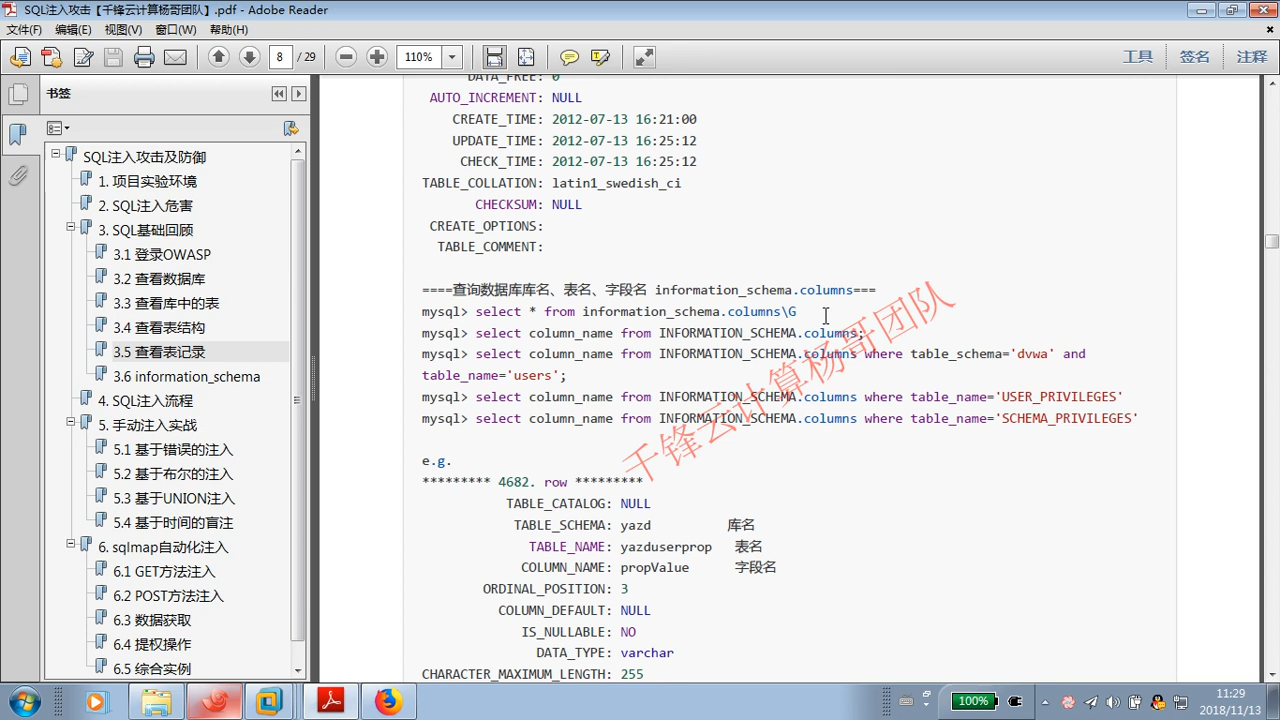 SQL注入攻击【千锋云计算杨哥团队】.pdf - Adobe Reader
文件(F) 编辑(E) 视图(V) 窗口(W) 帮助(H)
8 / 29 110% 工具 签名 注释
书签
SQL注入攻击及防御
1. 项目实验环境
2. SQL注入危害
3. SQL基础回顾
3.1 登录OWASP
3.2 查看数据库
3.3 查看库中的表
3.4 查看表结构
3.5 查看表记录
3.6 information_schema
4. SQL注入流程
5. 手动注入实战
5.1 基于错误的注入
5.2 基于布尔的注入
5.3 基于UNION注入
5.4 基于时间的盲注
6. sqlmap自动化注入
6.1 GET方法注入
6.2 POST方法注入
6.3 数据获取
6.4 提权操作
6.5 综合实例
DATA_FREE: 0
AUTO_INCREMENT: NULL
CREATE_TIME: 2012-07-13 16:21:00
UPDATE_TIME: 2012-07-13 16:25:12
CHECK_TIME: 2012-07-13 16:25:12
TABLE_COLLATION: latin1_swedish_ci
CHECKSUM: NULL
CREATE_OPTIONS:
TABLE_COMMENT:
====查询数据库库名、表名、字段名 information_schema.columns===
mysql> select * from information_schema.columns\G
mysql> select column_name from INFORMATION_SCHEMA.columns;
mysql> select column_name from INFORMATION_SCHEMA.columns where table_schema='dvwa' and
table_name='users';
mysql> select column_name from INFORMATION_SCHEMA.columns where table_name='USER_PRIVILEGES'
mysql> select column_name from INFORMATION_SCHEMA.columns where table_name='SCHEMA_PRIVILEGES'
千锋云计算杨哥团队
e.g.
********* 4682. row *********
TABLE_CATALOG: NULL
TABLE_SCHEMA: yazd 库名
TABLE_NAME: yazduserprop 表名
COLUMN_NAME: propValue 字段名
ORDINAL_POSITION: 3
COLUMN_DEFAULT: NULL
IS_NULLABLE: NO
DATA_TYPE: varchar
CHARACTER_MAXIMUM_LENGTH: 255
100%
11:29
2018/11/13